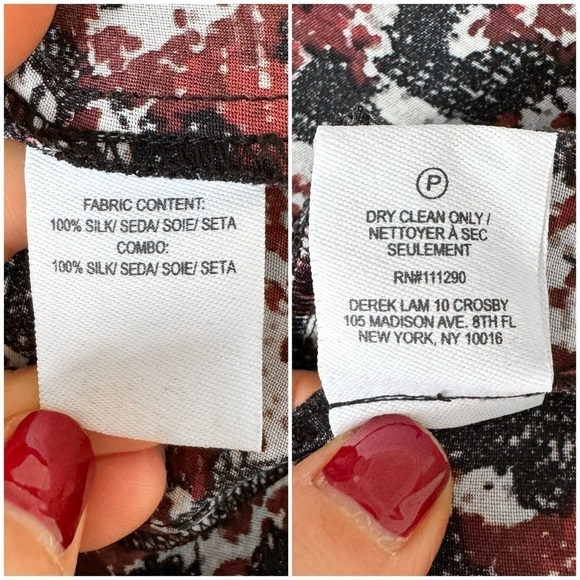 FABRIC CONTENT:
100% SILK/ SEDA/ SOIE/ SETA
COMBO:
100% SILK/ SEDA/ SOIE/ SETA
P
DRY CLEAN ONLY /
NETTOYER À SEC
SEULEMENT
RN#111290
DEREK LAM 10 CROSBY
105 MADISON AVE. 8TH FL
NEW YORK, NY 10016